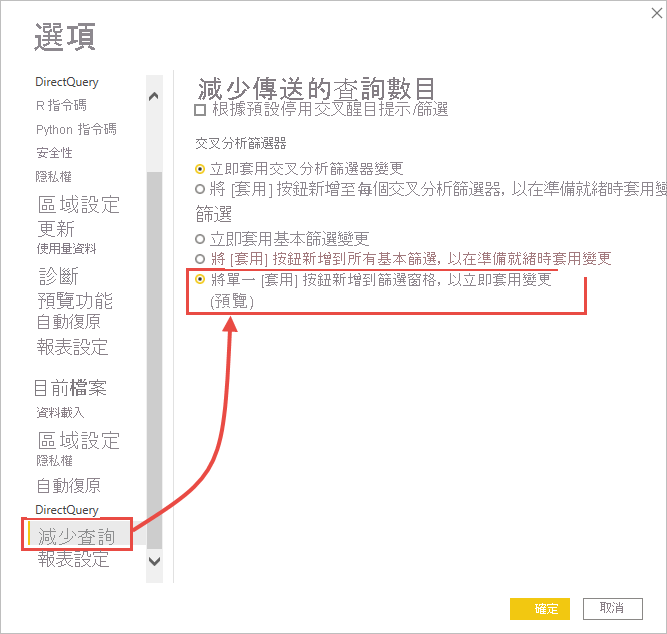 選項
DirectQuery
R 指令碼
Python 指令碼
安全性
隱私權
區域設定
更新
使用量資料
診斷
預覽功能
自動復原
報表設定
目前檔案
資料載入
區域設定
隱私權
自動復原
DirectQuery
減少查詢
報表設定
減少傳送的查詢數目
根據預設停用交叉醒目提示/篩選
交叉分析篩選器
立即套用交叉分析篩選器變更
將 [套用] 按鈕新增至每個交叉分析篩選器, 以在準備就緒時套用變
篩選
立即套用基本篩選變更
將 [套用] 按鈕新增到所有基本篩選, 以在準備就緒時套用變更
將單一 [套用] 按鈕新增到篩選窗格, 以立即套用變更
(預覽)
確定
取消